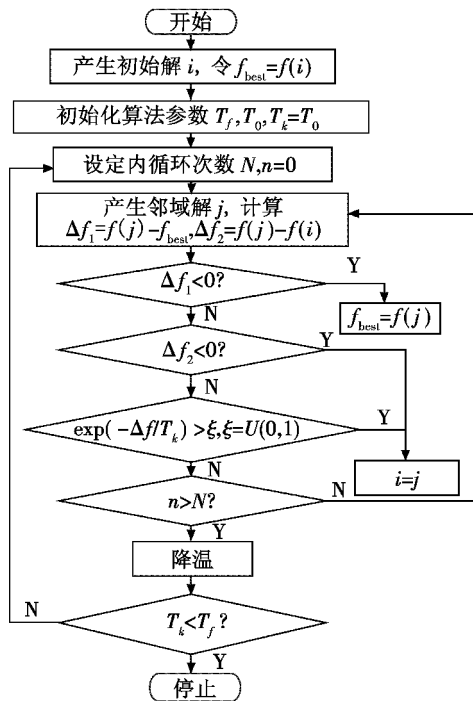 开始
产生初始解 i, 令 f_best=f(i)
初始化算法参数 T_f,T_0,T_k=T_0
设定内循环次数 N,n=0
产生邻域解 j, 计算
Δf_1=f(j)-f_best,Δf_2=f(j)-f(i)
Δf_1<0?
Y
N
f_best=f(j)
Δf_2<0?
Y
N
exp(-Δf/T_k)>ξ,ξ=U(0,1)
Y
N
i=j
n>N?
N
Y
降温
N
T_k<T_f?
Y
停止